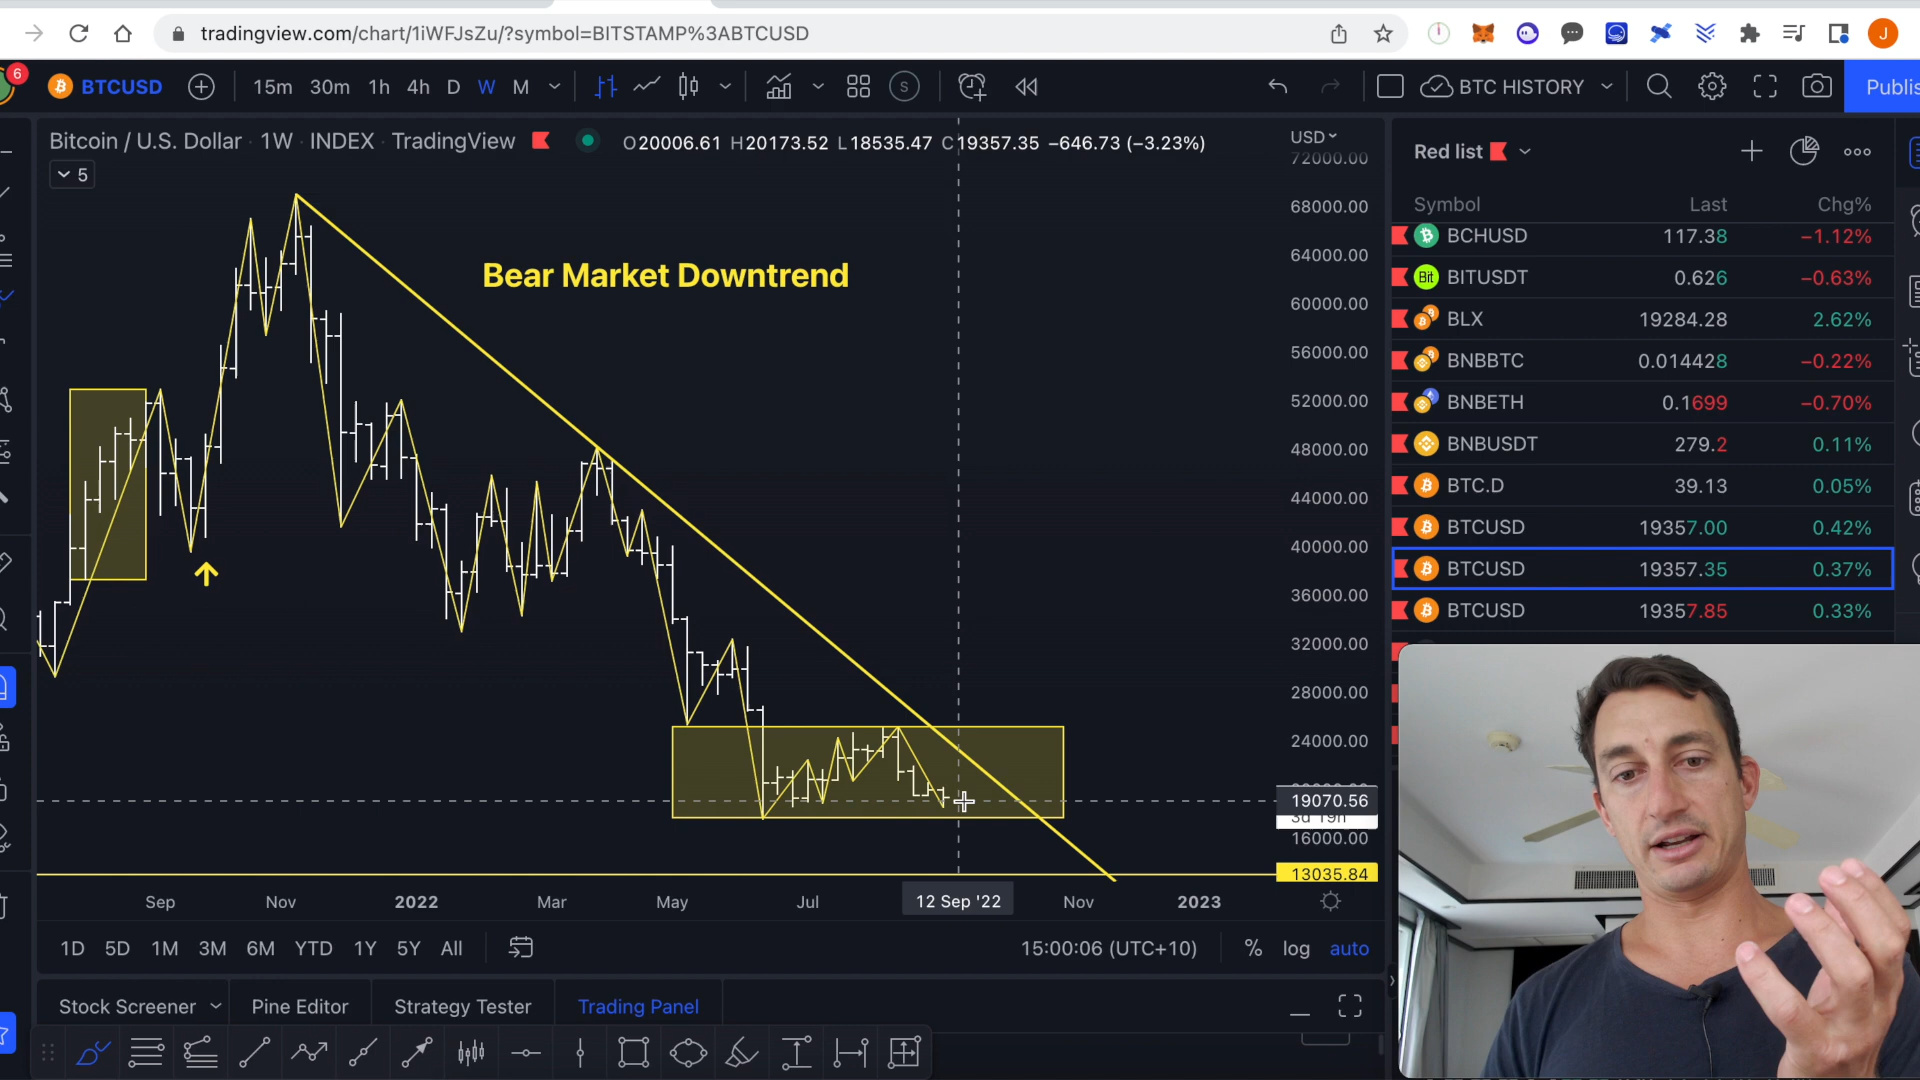 tradingview.com/chart/1iWFJsZu/?symbol=BITSTAMP%3ABTCUSD
J
6
BTCUSD
15m 30m 1h 4h D W M
S
BTC HISTORY
Publis
Bitcoin / U.S. Dollar · 1W · INDEX · TradingView
O20006.61 H20173.52 L18535.47 C19357.35 −646.73 (−3.23%)
5
Bear Market Downtrend
USD
72000.00
68000.00
64000.00
60000.00
56000.00
52000.00
48000.00
44000.00
40000.00
36000.00
32000.00
28000.00
24000.00
19070.56
3d 19h
16000.00
13035.84
Sep Nov 2022 Mar May Jul 12 Sep '22 Nov 2023
1D 5D 1M 3M 6M YTD 1Y 5Y All
15:00:06 (UTC+10) % log auto
Stock Screener Pine Editor Strategy Tester Trading Panel
Red list
Symbol Last Chg%
BCHUSD 117.38 −1.12%
Bit BITUSDT 0.626 −0.63%
BLX 19284.28 2.62%
BNBBTC 0.014428 −0.22%
BNBETH 0.1699 −0.70%
BNBUSDT 279.2 0.11%
BTC.D 39.13 0.05%
BTCUSD 19357.00 0.42%
BTCUSD 19357.35 0.37%
BTCUSD 19357.85 0.33%